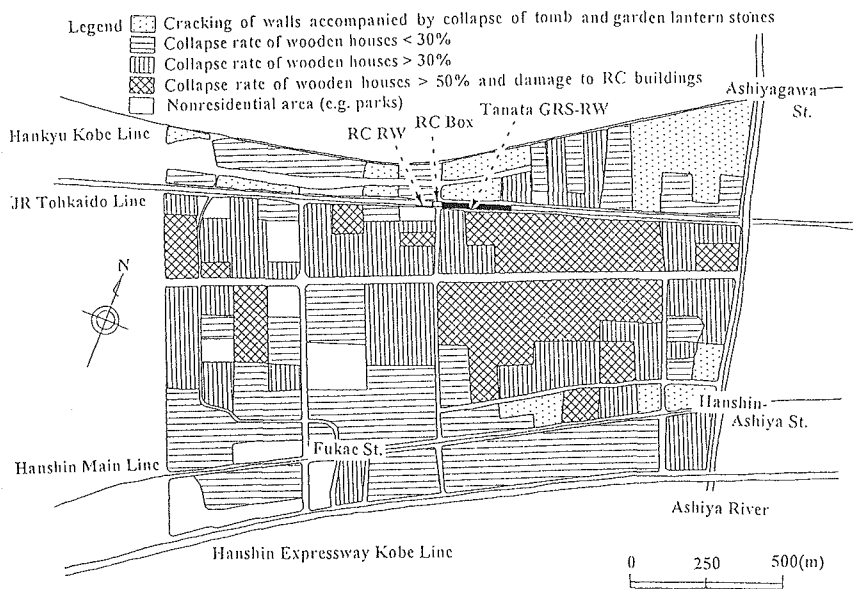 Legend
Cracking of walls accompanied by collapse of tomb and garden lantern stones
Collapse rate of wooden houses < 30%
Collapse rate of wooden houses > 30%
Collapse rate of wooden houses > 50% and damage to RC buildings
Nonresidential area (e.g. parks)
Ashiyagawa
St.
Tanata GRS-RW
RC Box
RC RW
Hankyu Kobe Line
JR Tohkaido Line
N
Hanshin-
Ashiya St.
Fukae St.
Hanshin Main Line
Ashiya River
Hanshin Expressway Kobe Line
0 250 500(m)